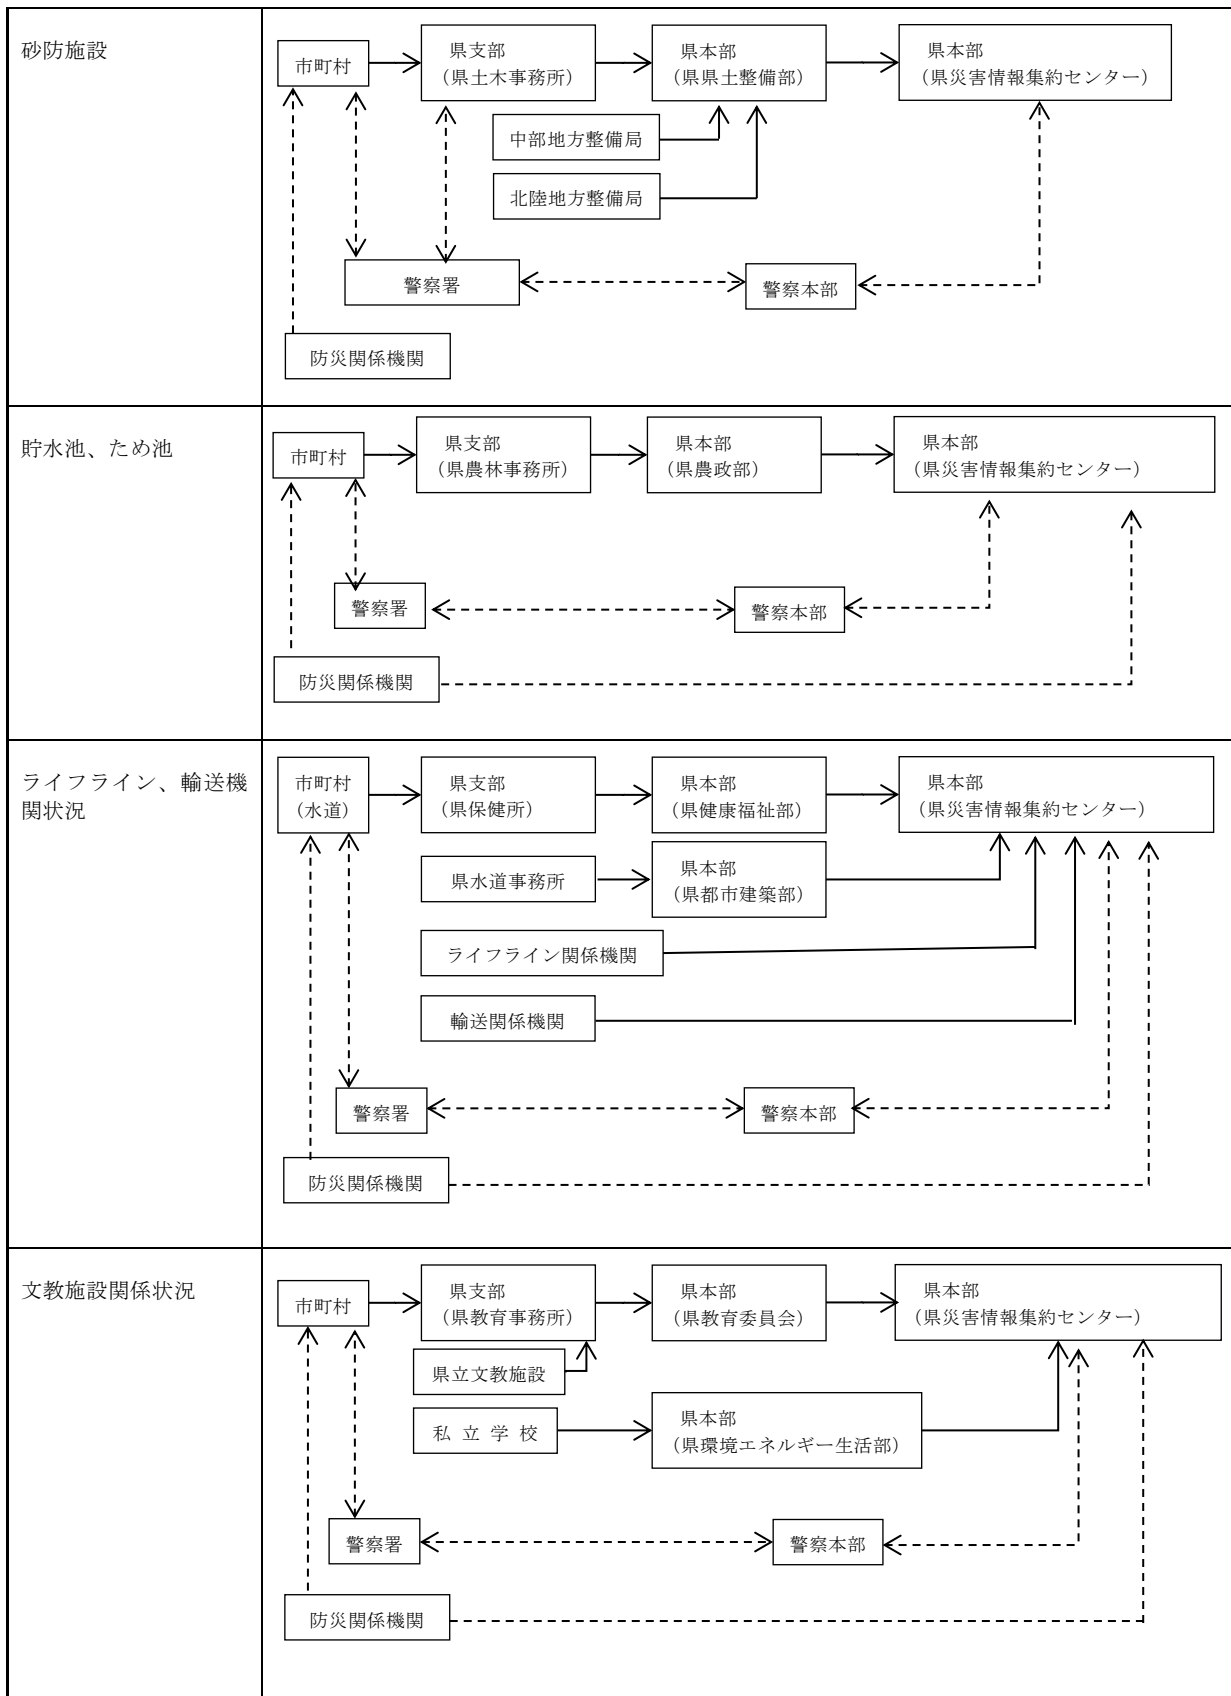 砂防施設
市町村
県支部
（県土木事務所）
県本部
（県県土整備部）
県本部
（県災害情報集約センター）
中部地方整備局
北陸地方整備局
警察署
警察本部
防災関係機関
貯水池、ため池
市町村
県支部
（県農林事務所）
県本部
（県農政部）
県本部
（県災害情報集約センター）
警察署
警察本部
防災関係機関
ライフライン、輸送機
関状況
市町村
（水道）
県支部
（県保健所）
県本部
（県健康福祉部）
県本部
（県災害情報集約センター）
県水道事務所
県本部
（県都市建築部）
ライフライン関係機関
輸送関係機関
警察署
警察本部
防災関係機関
文教施設関係状況
市町村
県支部
（県教育事務所）
県本部
（県教育委員会）
県本部
（県災害情報集約センター）
県立文教施設
私 立 学 校
県本部
（県環境エネルギー生活部）
警察署
警察本部
防災関係機関